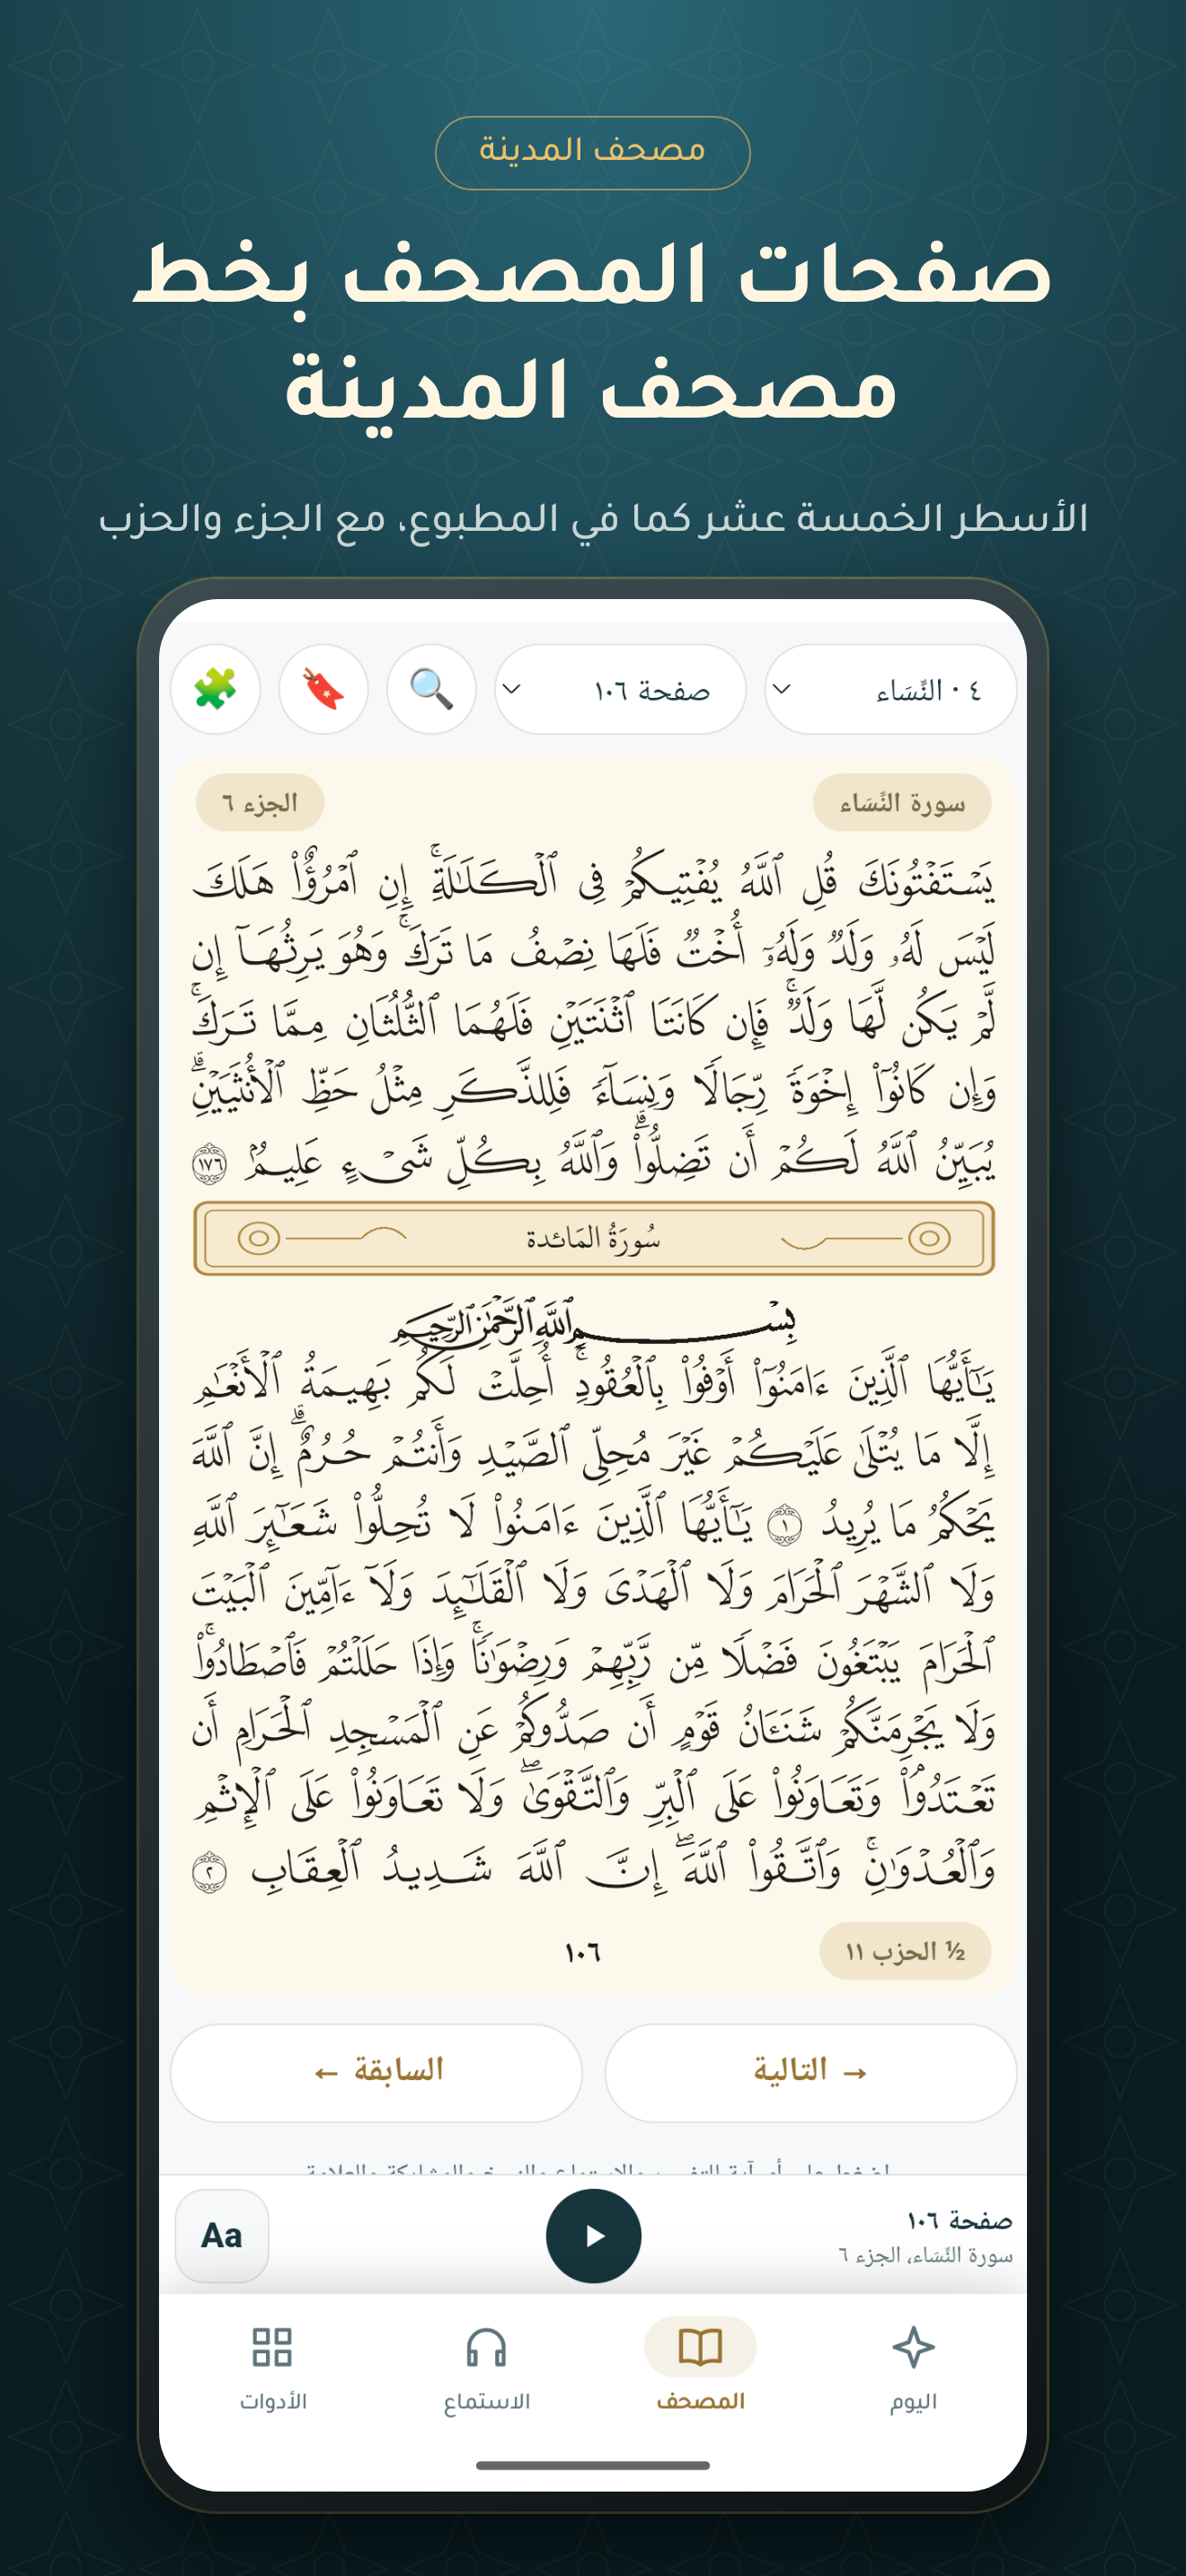 مصحف المدينة
صفحات المصحف بخط
مصحف المدينة
الأسطر الخمسة عشر كما في المطبوع، مع الجزء والحزب
٤ · النِّسَاء
صفحة ١٠٦
سورة النِّسَاء
الجزء ٦
يَسْتَفْتُونَكَ قُلِ ٱللَّهُ يُفْتِيكُمْ فِى ٱلْكَلَـٰلَةِ ۚ إِنِ ٱمْرُؤٌا۟ هَلَكَ
لَيْسَ لَهُۥ وَلَدٌ وَلَهُۥٓ أُخْتٌ فَلَهَا نِصْفُ مَا تَرَكَ ۚ وَهُوَ يَرِثُهَآ إِن
لَّمْ يَكُن لَّهَا وَلَدٌ ۚ فَإِن كَانَتَا ٱثْنَتَيْنِ فَلَهُمَا ٱلثُّلُثَانِ مِمَّا تَرَكَ ۚ
وَإِن كَانُوٓا۟ إِخْوَةً رِّجَالًا وَنِسَآءً فَلِلذَّكَرِ مِثْلُ حَظِّ ٱلْأُنثَيَيْنِ ۗ
يُبَيِّنُ ٱللَّهُ لَكُمْ أَن تَضِلُّوا۟ ۗ وَٱللَّهُ بِكُلِّ شَىْءٍ عَلِيمٌۢ ١٧٦
سُورَةُ المَائدة
بِسْمِ ٱللَّهِ ٱلرَّحْمَـٰنِ ٱلرَّحِيمِ
يَـٰٓأَيُّهَا ٱلَّذِينَ ءَامَنُوٓا۟ أَوْفُوا۟ بِٱلْعُقُودِ ۚ أُحِلَّتْ لَكُم بَهِيمَةُ ٱلْأَنْعَـٰمِ
إِلَّا مَا يُتْلَىٰ عَلَيْكُمْ غَيْرَ مُحِلِّى ٱلصَّيْدِ وَأَنتُمْ حُرُمٌ ۗ إِنَّ ٱللَّهَ
يَحْكُمُ مَا يُرِيدُ ١ يَـٰٓأَيُّهَا ٱلَّذِينَ ءَامَنُوا۟ لَا تُحِلُّوا۟ شَعَـٰٓئِرَ ٱللَّهِ
وَلَا ٱلشَّهْرَ ٱلْحَرَامَ وَلَا ٱلْهَدْىَ وَلَا ٱلْقَلَـٰٓئِدَ وَلَآ ءَآمِّينَ ٱلْبَيْتَ
ٱلْحَرَامَ يَبْتَغُونَ فَضْلًا مِّن رَّبِّهِمْ وَرِضْوَٰنًا ۚ وَإِذَا حَلَلْتُمْ فَٱصْطَادُوا۟ ۚ
وَلَا يَجْرِمَنَّكُمْ شَنَـَٔانُ قَوْمٍ أَن صَدُّوكُمْ عَنِ ٱلْمَسْجِدِ ٱلْحَرَامِ أَن
تَعْتَدُوا۟ ۘ وَتَعَاوَنُوا۟ عَلَى ٱلْبِرِّ وَٱلتَّقْوَىٰ ۖ وَلَا تَعَاوَنُوا۟ عَلَى ٱلْإِثْمِ
وَٱلْعُدْوَٰنِ ۚ وَٱتَّقُوا۟ ٱللَّهَ ۖ إِنَّ ٱللَّهَ شَدِيدُ ٱلْعِقَابِ ٢
½ الحزب ١١
١٠٦
→ التالية
السابقة ←
صفحة ١٠٦
سورة النِّسَاء، الجزء ٦
Aa
اليوم
المصحف
الاستماع
الأدوات